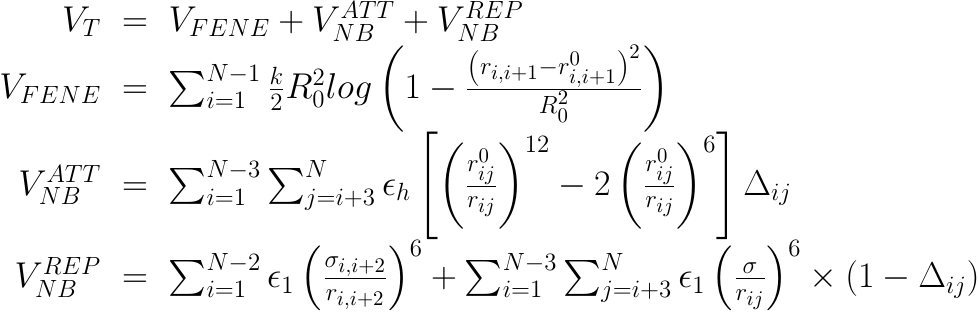 V_T = V_{FENE} + V_{NB}^{ATT} + V_{NB}^{REP}
V_{FENE} = \sum_{i=1}^{N-1} \frac{k}{2} R_0^2 log \left( 1 - \frac{\left( r_{i,i+1} - r_{i,i+1}^0 \right)^2}{R_0^2} \right)
V_{NB}^{ATT} = \sum_{i=1}^{N-3} \sum_{j=i+3}^{N} \epsilon_h \left[ \left( \frac{r_{ij}^0}{r_{ij}} \right)^{12} - 2 \left( \frac{r_{ij}^0}{r_{ij}} \right)^6 \right] \Delta_{ij}
V_{NB}^{REP} = \sum_{i=1}^{N-2} \epsilon_1 \left( \frac{\sigma_{i,i+2}}{r_{i,i+2}} \right)^6 + \sum_{i=1}^{N-3} \sum_{j=i+3}^{N} \epsilon_1 \left( \frac{\sigma}{r_{ij}} \right)^6 \times (1 - \Delta_{ij})